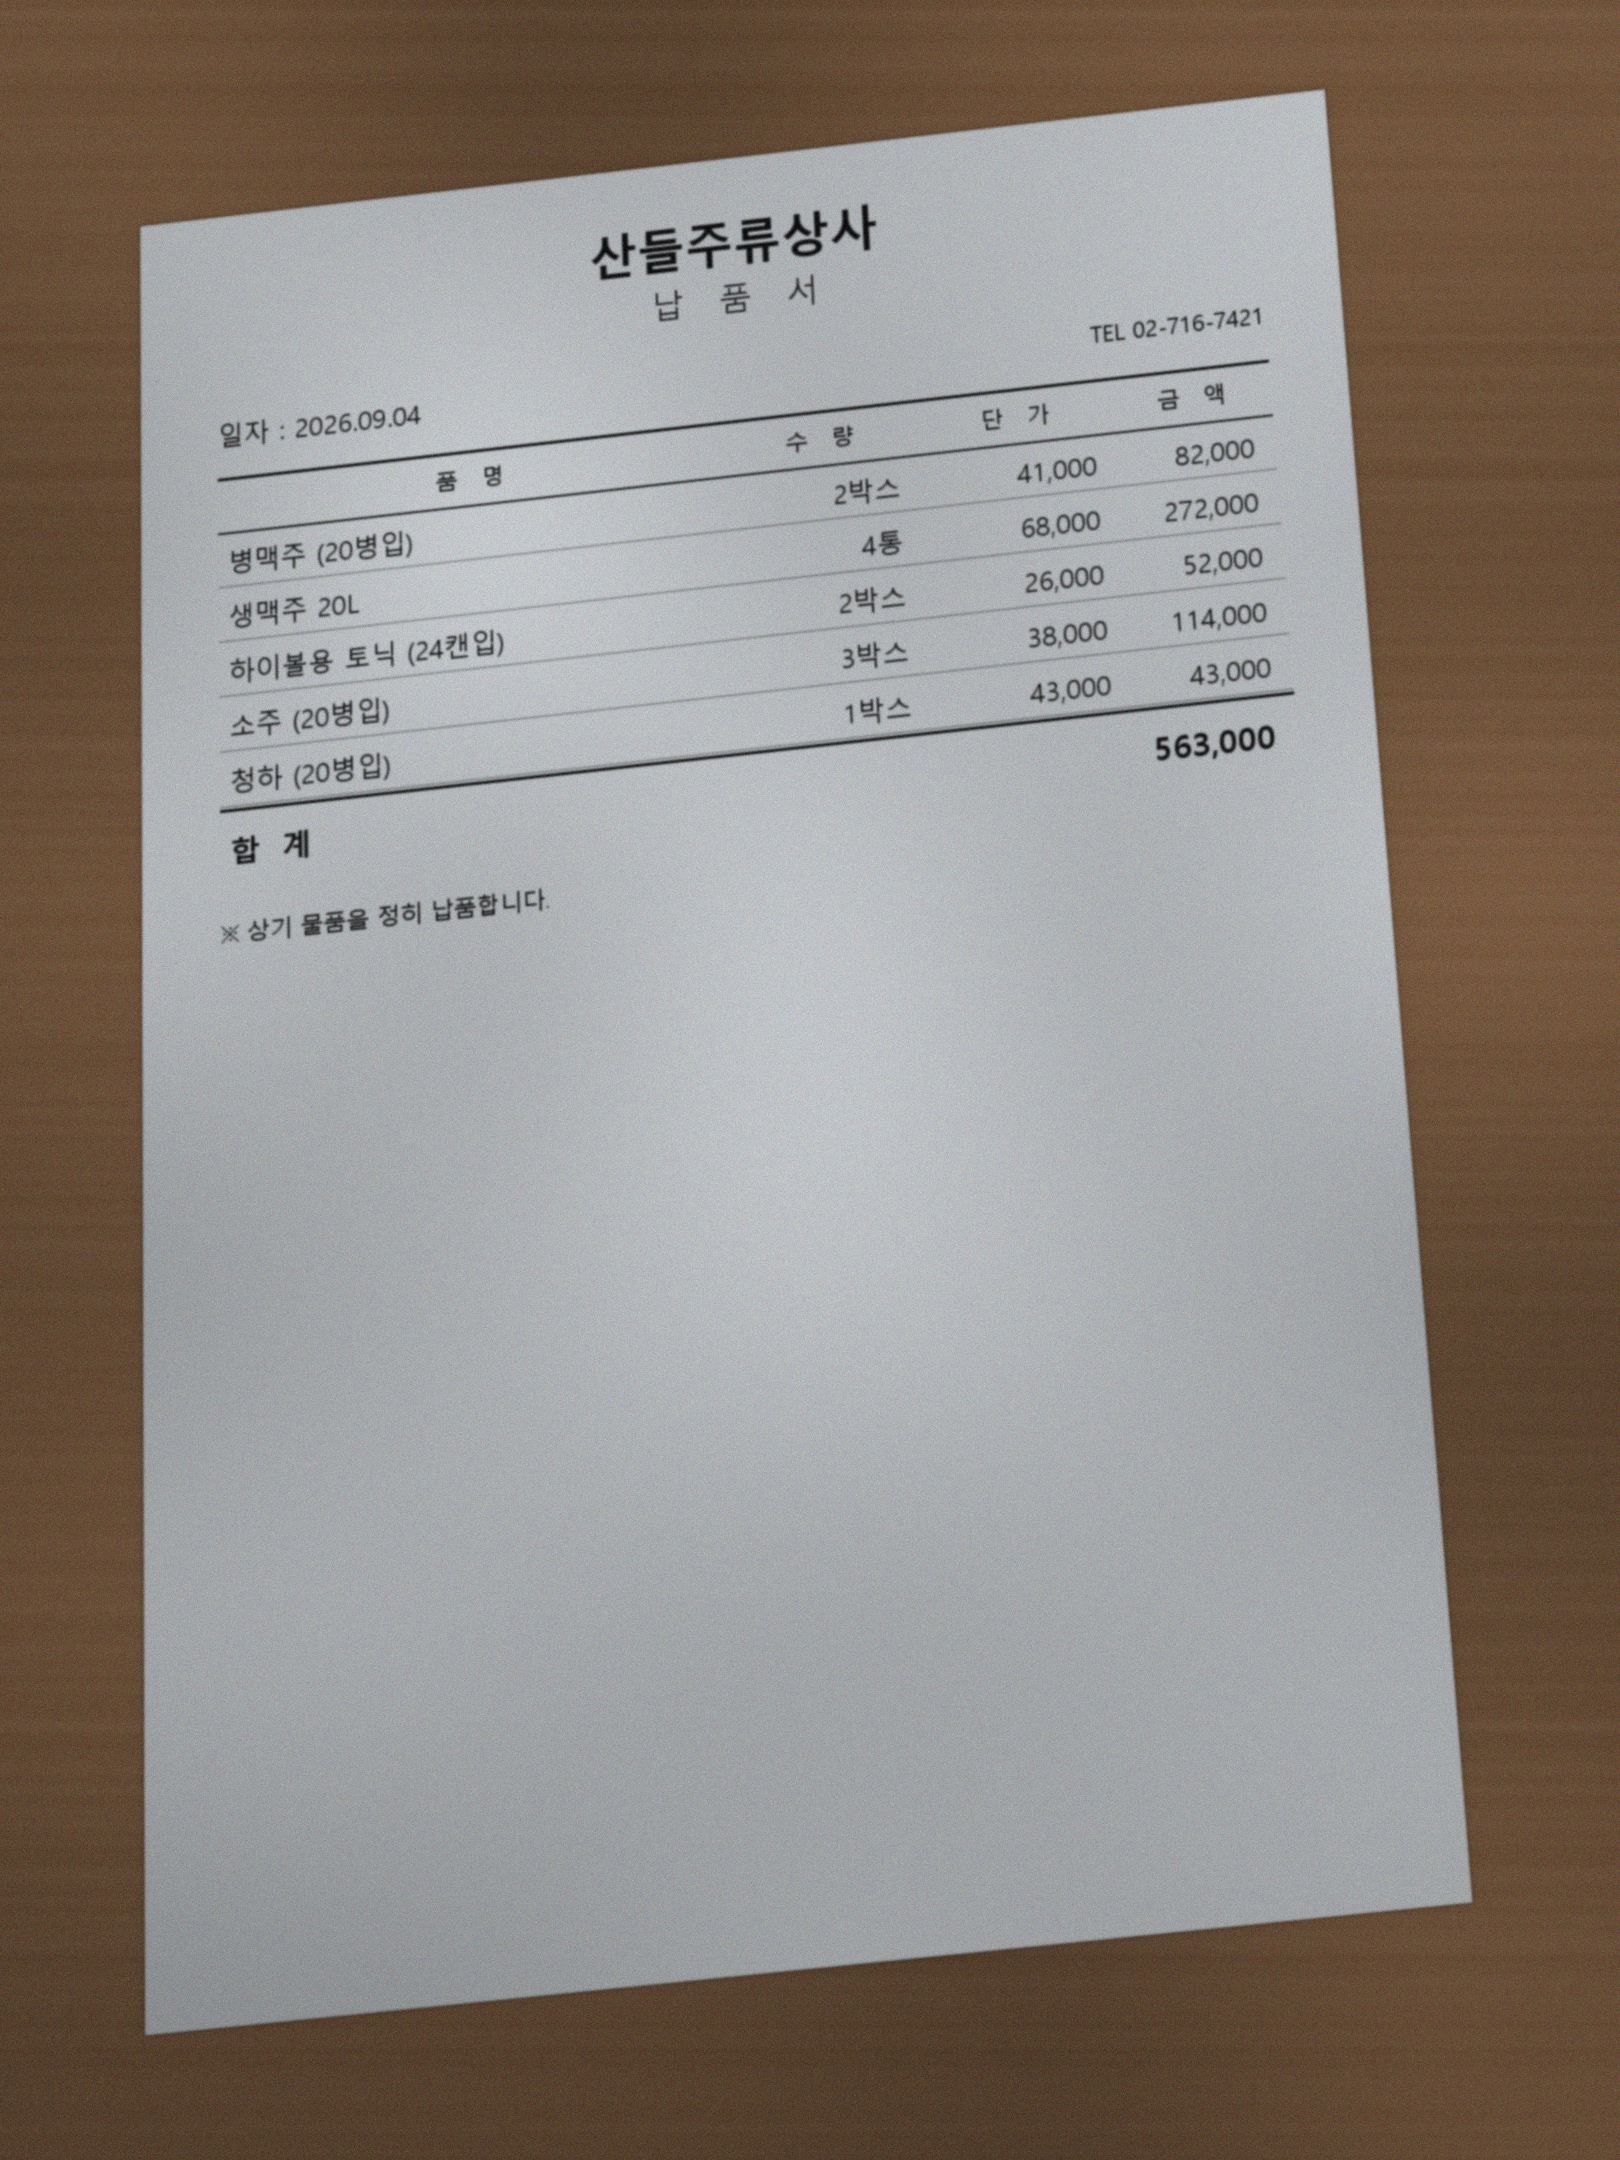 산들주류상사
납 품 서
TEL 02-716-7421
일자 : 2026.09.04
품 명 수 량 단 가 금 액
병맥주 (20병입) 2박스 41,000 82,000
생맥주 20L 4통 68,000 272,000
하이볼용 토닉 (24캔입) 2박스 26,000 52,000
소주 (20병입) 3박스 38,000 114,000
청하 (20병입) 1박스 43,000 43,000
합 계 563,000
※ 상기 물품을 정히 납품합니다.